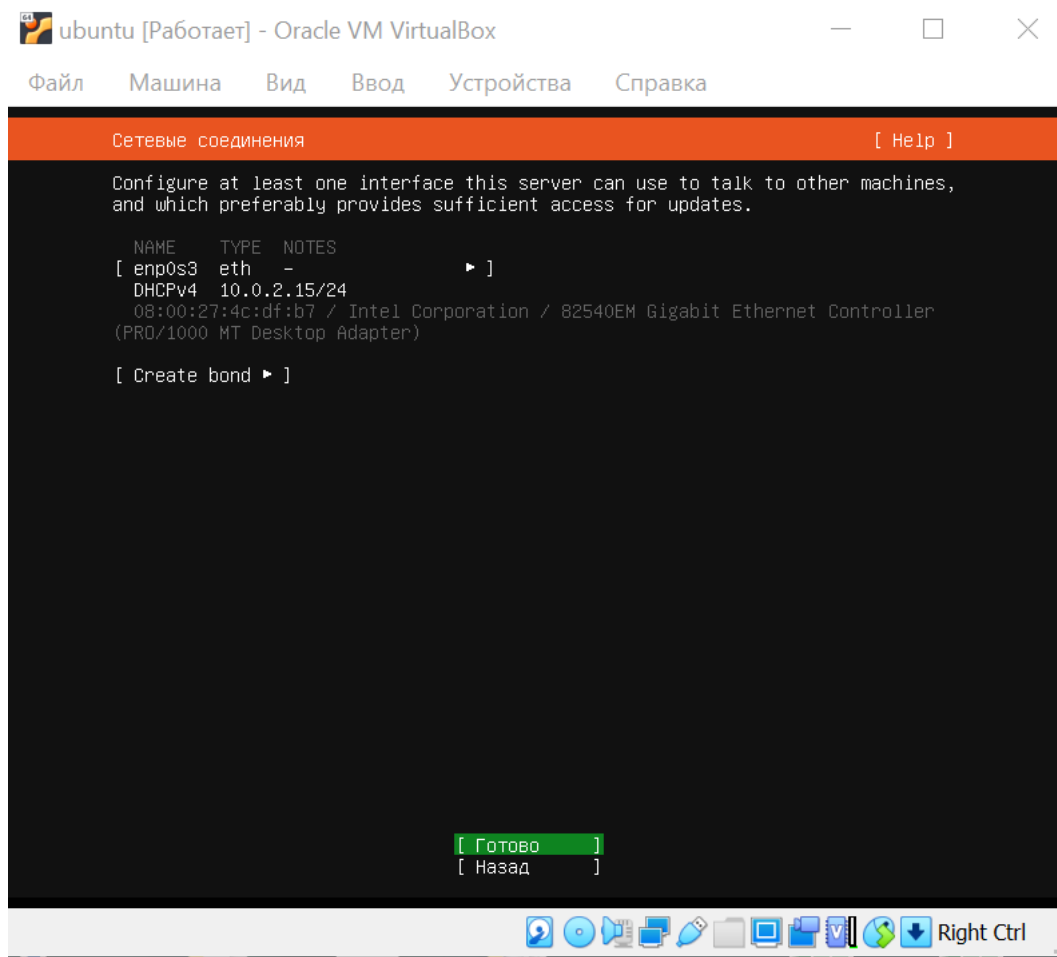 ubuntu [Работает] - Oracle VM VirtualBox
Файл Машина Вид Ввод Устройства Справка
Сетевые соединения [ Help ]
Configure at least one interface this server can use to talk to other machines,
and which preferably provides sufficient access for updates.
NAME TYPE NOTES
[ enp0s3 eth - ▸ ]
DHCPv4 10.0.2.15/24
08:00:27:4c:df:b7 / Intel Corporation / 82540EM Gigabit Ethernet Controller
(PRO/1000 MT Desktop Adapter)
[ Create bond ▸ ]
[ Готово ]
[ Назад ]
Right Ctrl